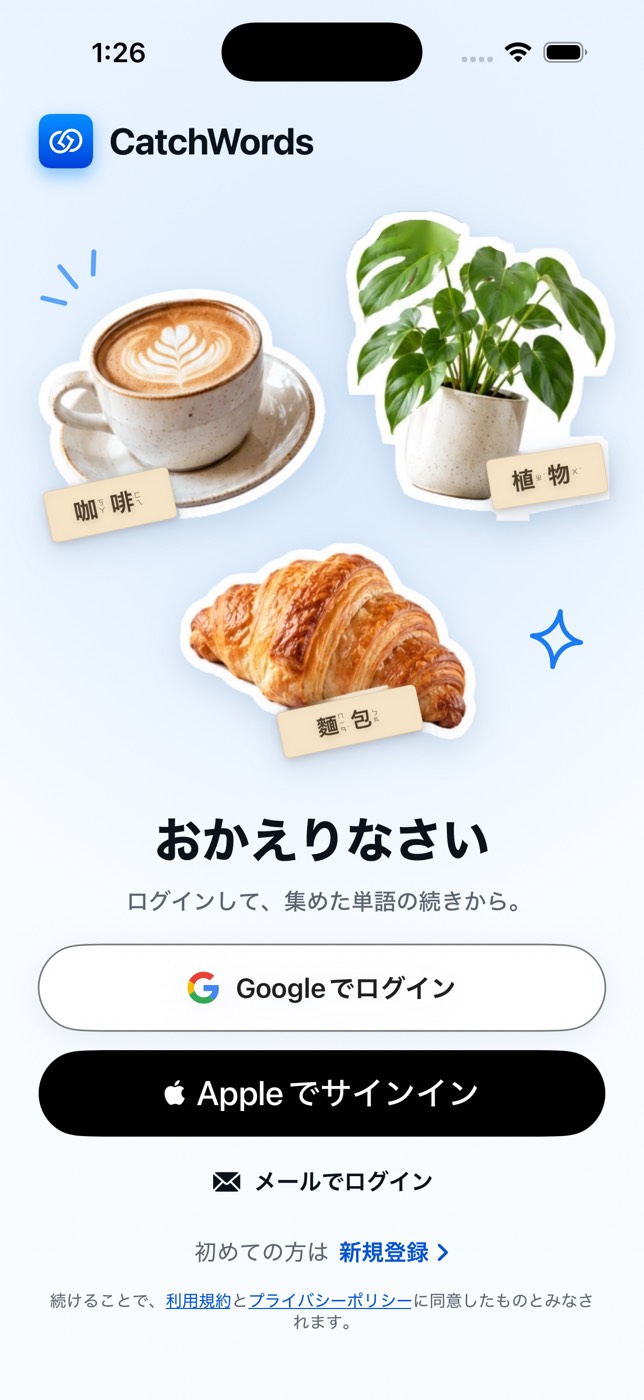 1:26
CatchWords
咖啡
植物
麵包
おかえりなさい
ログインして、集めた単語の続きから。
Googleでログイン
Appleでサインイン
メールでログイン
初めての方は 新規登録
続けることで、利用規約とプライバシーポリシーに同意したものとみなさ
れます。